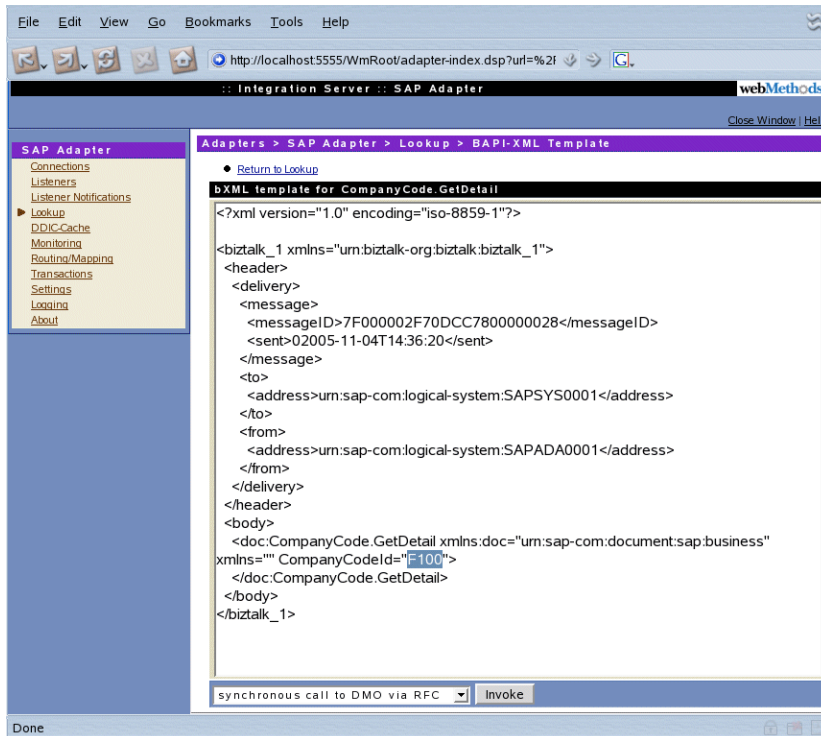 File Edit View Go Bookmarks Tools Help
http://localhost:5555/WmRoot/adapter-index.dsp?url=%2f
G
:: Integration Server :: SAP Adapter
webMethods
Close Window | Hel
SAP Adapter
Connections
Listeners
Listener Notifications
Lookup
DDIC-Cache
Monitoring
Routing/Mapping
Transactions
Settings
Logging
About
Adapters > SAP Adapter > Lookup > BAPI-XML Template
Return to Lookup
bXML template for CompanyCode.GetDetail
<?xml version="1.0" encoding="iso-8859-1"?>
<biztalk_1 xmlns="urn:biztalk-org:biztalk:biztalk_1">
<header>
<delivery>
<message>
<messageID>7F000002F70DCC7800000028</messageID>
<sent>02005-11-04T14:36:20</sent>
</message>
<to>
<address>urn:sap-com:logical-system:SAPSYS0001</address>
</to>
<from>
<address>urn:sap-com:logical-system:SAPADA0001</address>
</from>
</delivery>
</header>
<body>
<doc:CompanyCode.GetDetail xmlns:doc="urn:sap-com:document:sap:business"
xmlns="" CompanyCodeId="F100">
</doc:CompanyCode.GetDetail>
</body>
</biztalk_1>
synchronous call to DMO via RFC
Invoke
Done